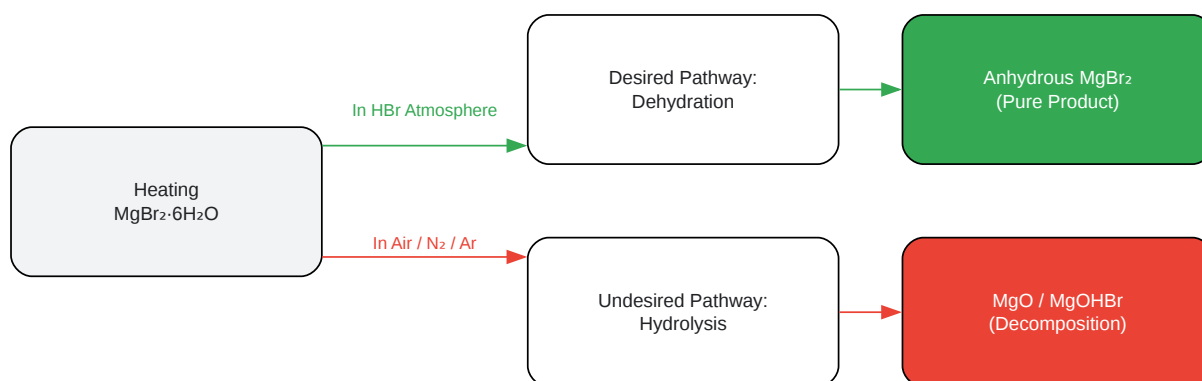 Heating
MgBr₂·6H₂O
In HBr Atmosphere
Desired Pathway:
Dehydration
Anhydrous MgBr₂
(Pure Product)
In Air / N₂ / Ar
Undesired Pathway:
Hydrolysis
MgO / MgOHBr
(Decomposition)